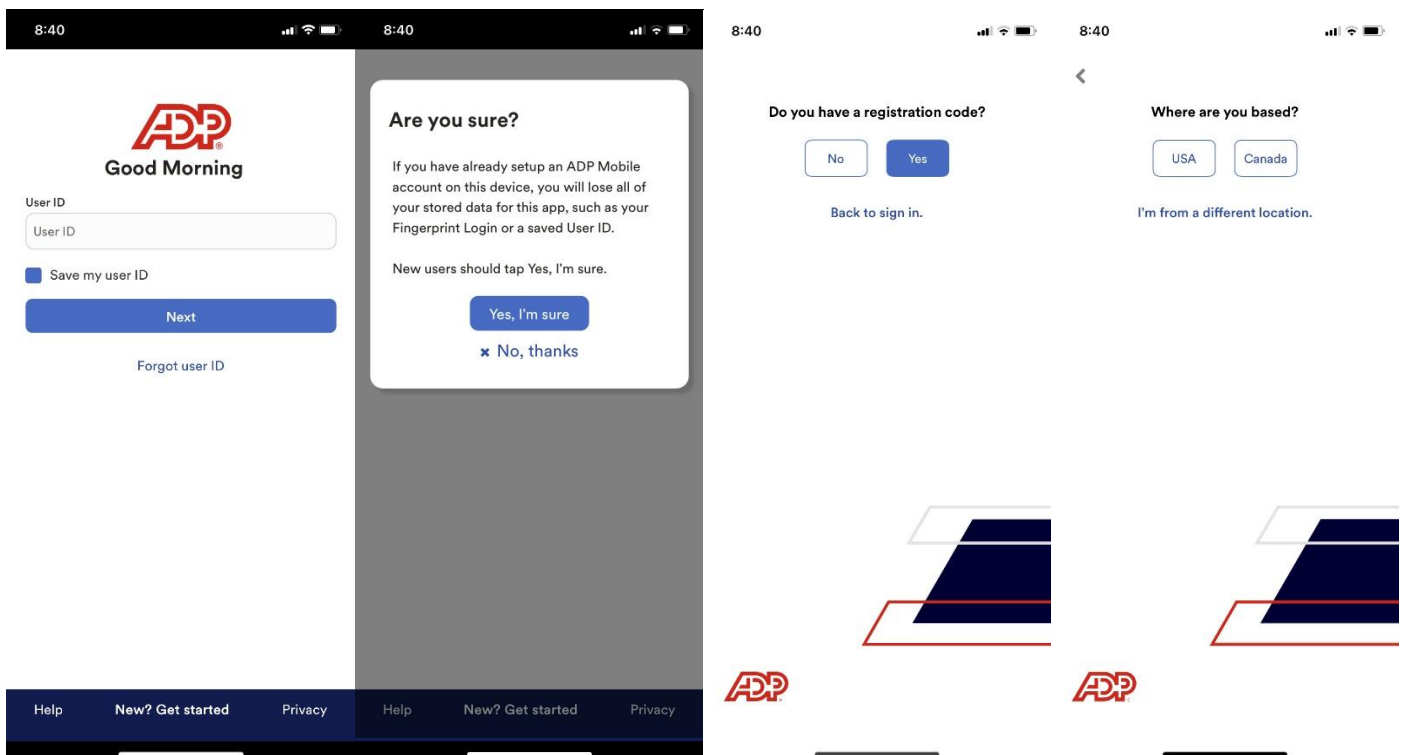 8:40
ADP
Good Morning
User ID
User ID
Save my user ID
Next
Forgot user ID
Help New? Get started Privacy
8:40
Are you sure?
If you have already setup an ADP Mobile
account on this device, you will lose all of
your stored data for this app, such as your
Fingerprint Login or a saved User ID.
New users should tap Yes, I'm sure.
Yes, I'm sure
× No, thanks
Help New? Get started Privacy
8:40
Do you have a registration code?
No Yes
Back to sign in.
ADP
8:40
Where are you based?
USA Canada
I'm from a different location.
ADP